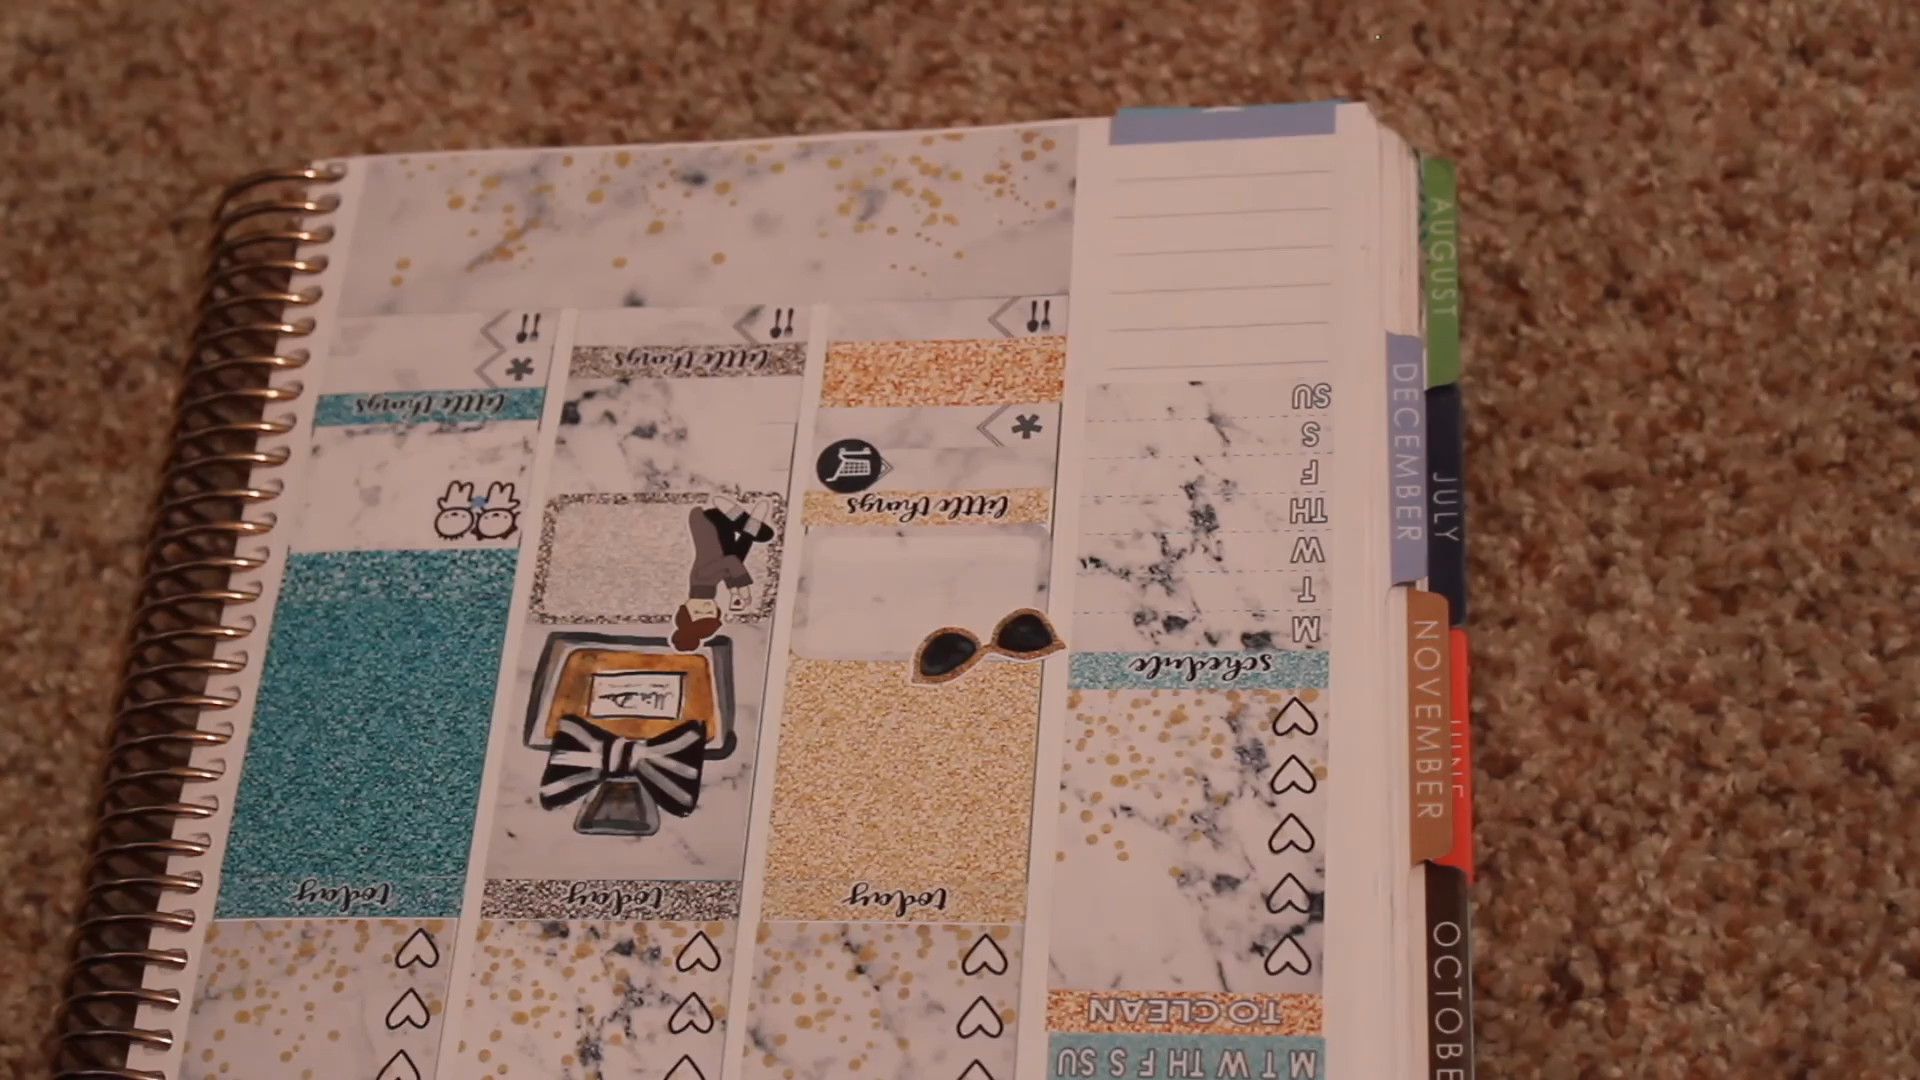 AUGUST
JULY
JUNE
DECEMBER
NOVEMBER
OCTOBE
little things
little things
little things
today
today
today
SU
S
F
TH
W
T
M
schedule
TO CLEAN
M T W TH F S SU